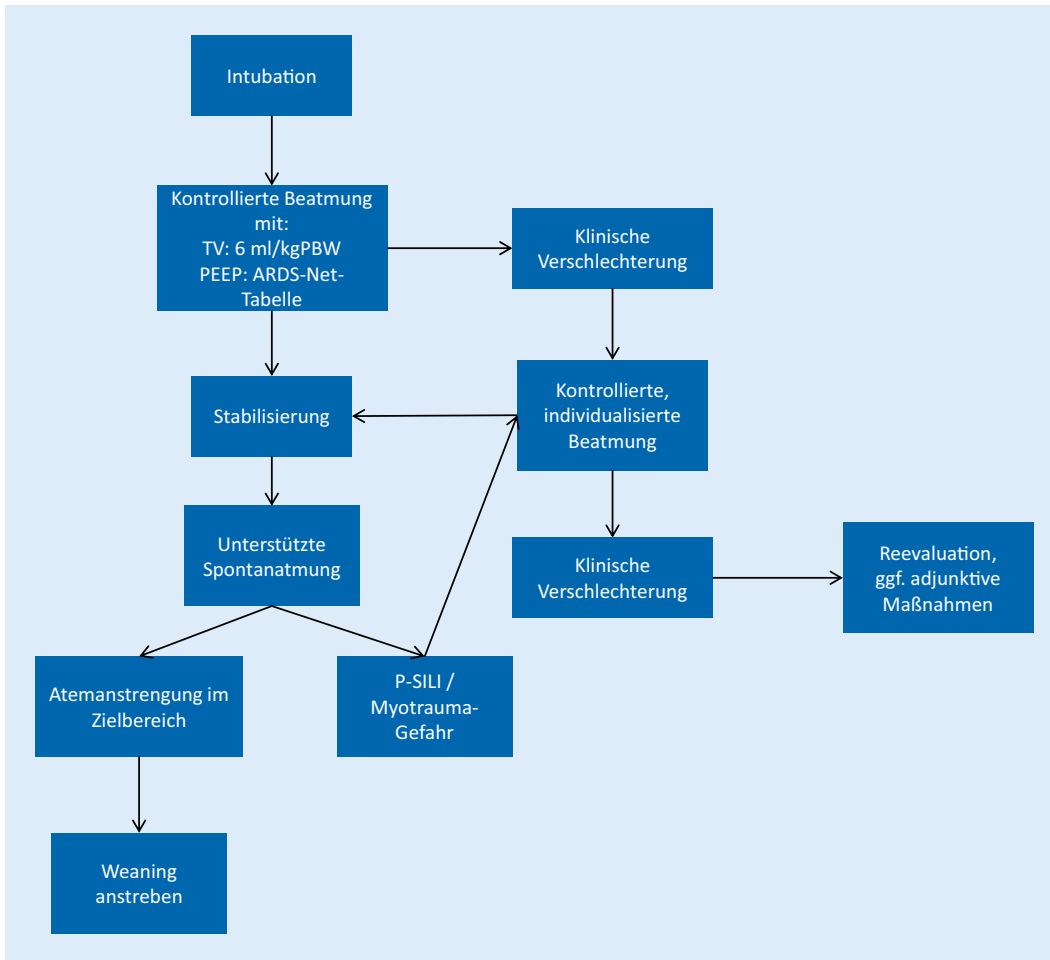 Intubation
Kontrollierte Beatmung
mit:
TV: 6 ml/kgPBW
PEEP: ARDS-Net-
Tabelle
Klinische
Verschlechterung
Stabilisierung
Kontrollierte,
individualisierte
Beatmung
Unterstützte
Spontanatmung
Klinische
Verschlechterung
Reevaluation,
ggf. adjunktive
Maßnahmen
Atemanstrengung im
Zielbereich
P-SILI /
Myotrauma-
Gefahr
Weaning
anstreben